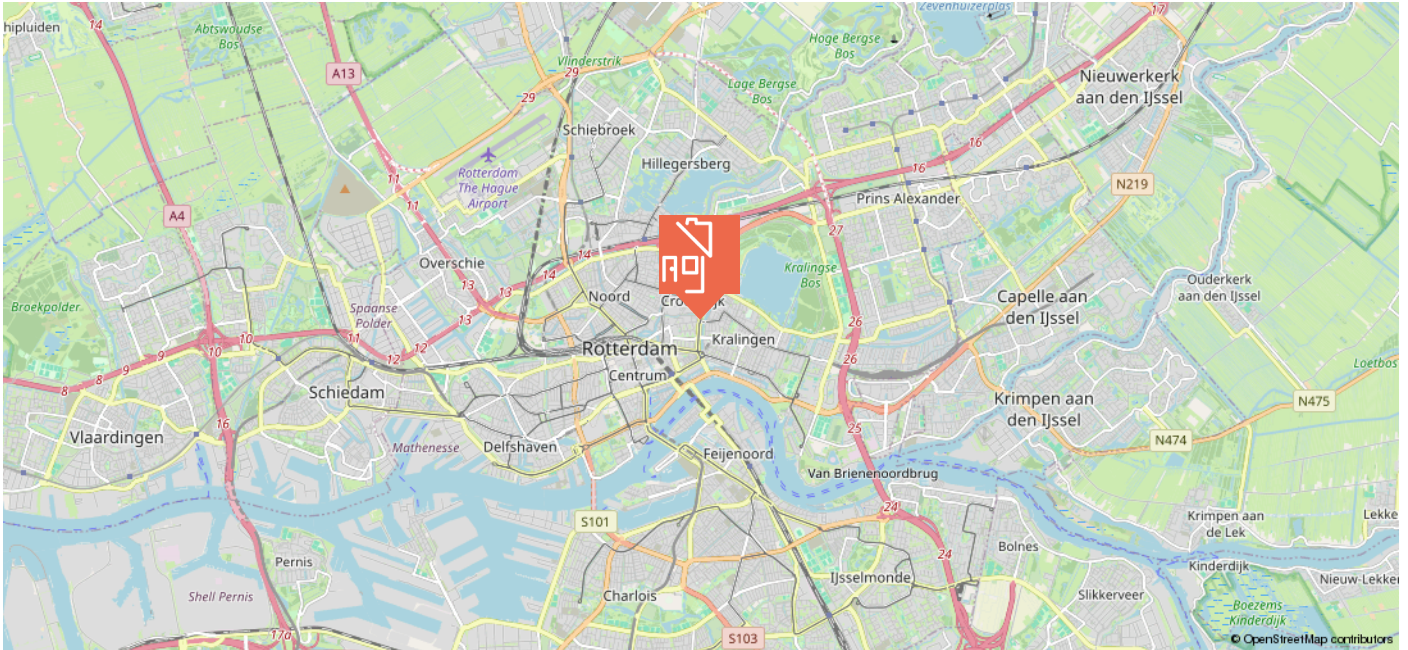 hipluiden
14
Abtswoudse
Bos
A13
Vlinderstrik
29
29
Zevenhuizerplas
Hoge Bergse
Bos
Lage Bergse
Bos
17
Nieuwerkerk
aan den IJssel
Schiebroek
Hillegersberg
Rotterdam
The Hague
Airport
11
11
16
16
N219
Prins Alexander
A4
27
Overschie
14
14
13
13
13
Kralingse
Bos
Ouderkerk
aan den IJssel
Broekpolder
Spaanse
Polder
Noord
Capelle aan
den IJssel
9
9
8
8
10
10
11
12
12
26
26
Kralingen
Rotterdam
Centrum
Loetbos
Schiedam
Krimpen aan
den IJssel
N475
N474
16
Vlaardingen
Mathenesse
Delfshaven
25
Feijenoord
Van Brienenoordbrug
S101
24
24
Krimpen aan
de Lek
Lekke
Pernis
Bolnes
Kinderdijk
Nieuw-Lekker
Shell Pernis
Charlois
IJsselmonde
Slikkerveer
Boezems-
Kinderdijk
17a
S103
© OpenStreetMap contributors